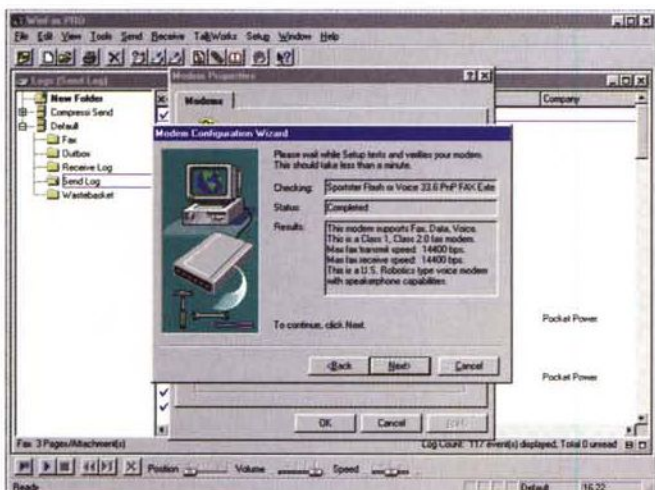 WinFax PRO
File Edit View Tools Send Receive TalkWorks Setup Window Help
Logs (Send Log)
Modem Properties
New Folder
Compressi Send
Default
Fax
Outbox
Receive Log
Send Log
Wastebasket
Modems
Company
Modem Configuration Wizard
Please wait while Setup tests and verifies your modem.
This should take less than a minute.
Checking: Sportster Flash or Voice 33.6 PnP FAX Exte
Status: Completed
Results: This modem supports Fax, Data, Voice.
This is a Class 1, Class 2.0 fax modem.
Max fax transmit speed: 14400 bps.
Max fax receive speed: 14400 bps.
This is a U.S. Robotics type voice modem
with speakerphone capabilities.
To continue, click Next.
Pocket Power
<Back Next> Cancel
Pocket Power
OK Cancel
Fax: 3 Pages/Attachment(s) Log Count: 117 event(s) displayed, Total 0 unread
Position Volume Speed
Ready Default 16.22